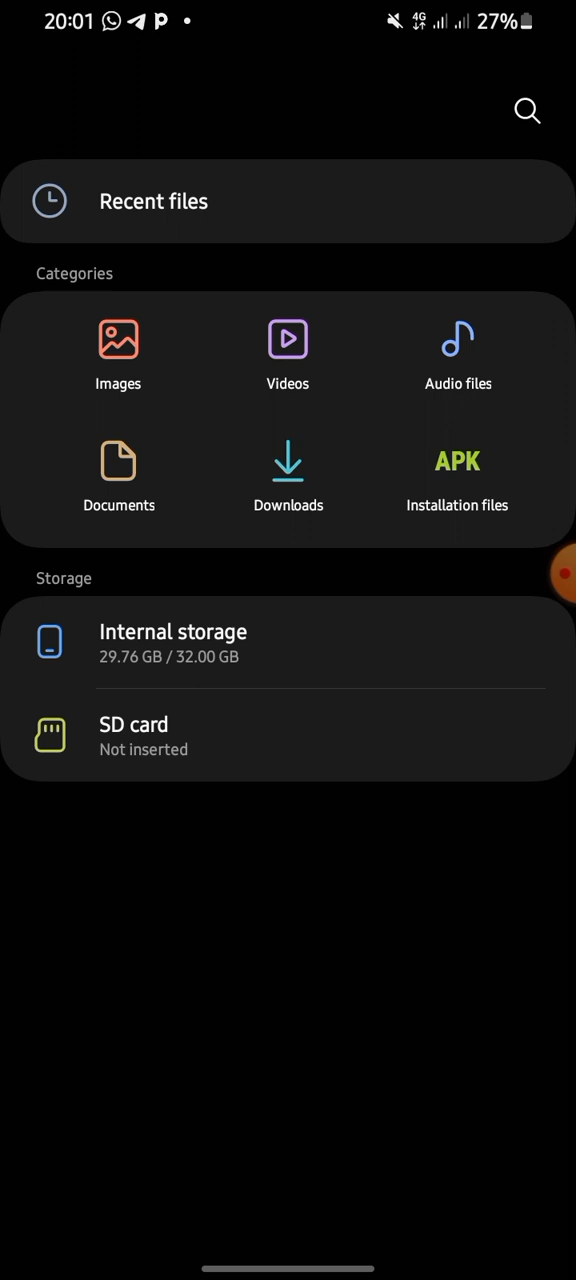 20:01 4G 27%
Recent files
Categories
Images Videos Audio files
APK
Documents Downloads Installation files
Storage
Internal storage
29.76 GB / 32.00 GB
SD card
Not inserted